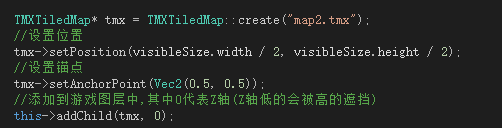 TMXTiledMap* tmx = TMXTiledMap::create("map2.tmx");
//设置位置
tmx->setPosition(visibleSize.width / 2, visibleSize.height / 2);
//设置锚点
tmx->setAnchorPoint(Vec2(0.5, 0.5));
//添加到游戏图层中,其中0代表Z轴(Z轴低的会被高的遮挡)
this->addChild(tmx, 0);